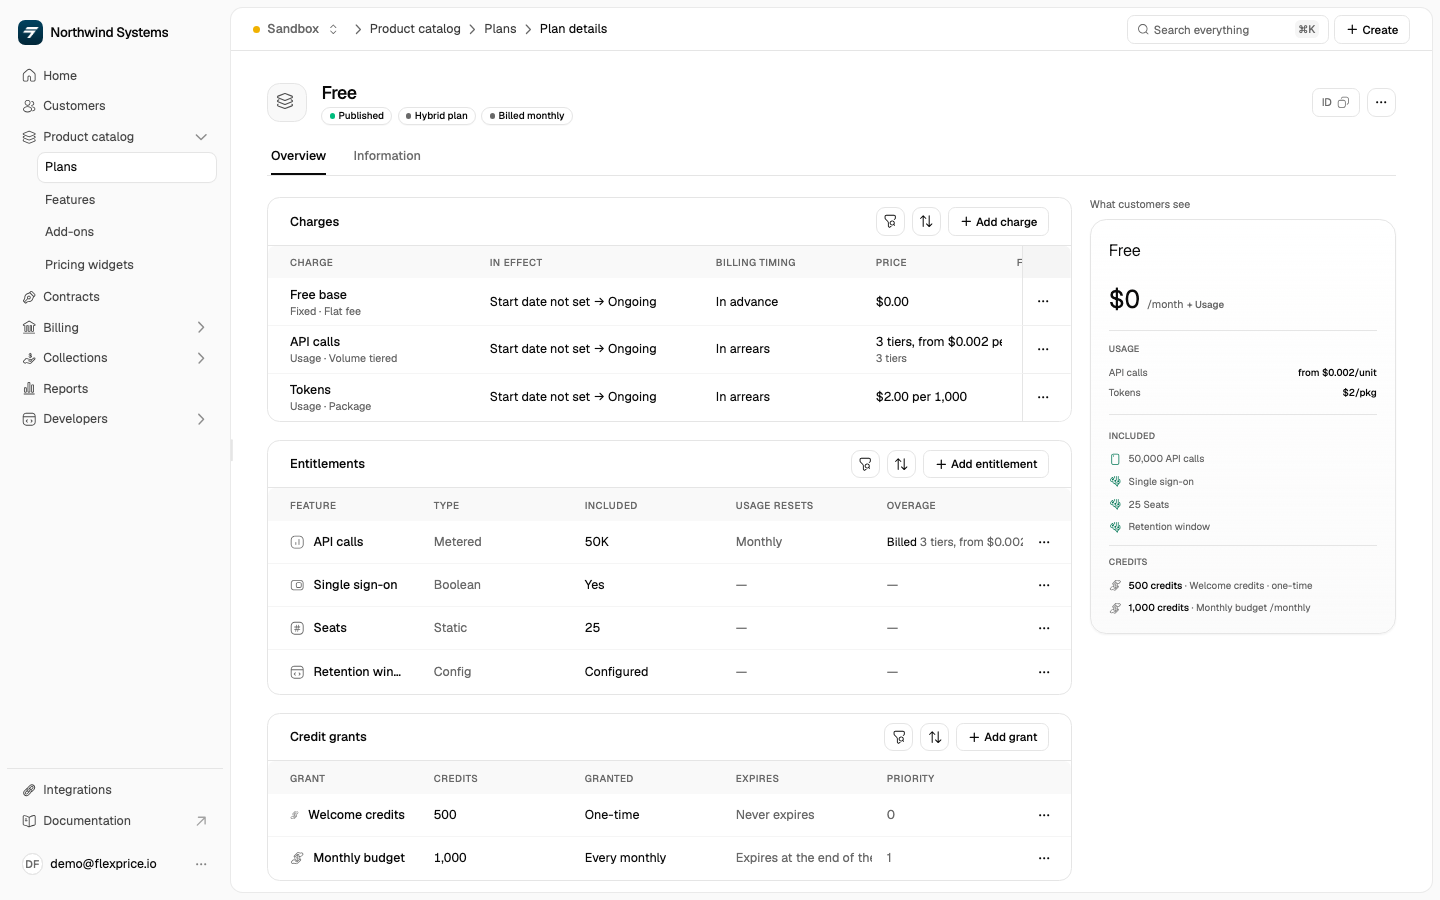 Northwind Systems
Home
Customers
Product catalog
Plans
Features
Add-ons
Pricing widgets
Contracts
Billing
Collections
Reports
Developers
Integrations
Documentation
DF demo@flexprice.io
Sandbox Product catalog Plans Plan details
Search everything ⌘K
+ Create
Free
Published Hybrid plan Billed monthly
ID
Overview Information
Charges
+ Add charge
CHARGE IN EFFECT BILLING TIMING PRICE F
Free base
Fixed · Flat fee
Start date not set → Ongoing In advance $0.00
API calls
Usage · Volume tiered
Start date not set → Ongoing In arrears
3 tiers, from $0.002 pe
3 tiers
Tokens
Usage · Package
Start date not set → Ongoing In arrears $2.00 per 1,000
Entitlements
+ Add entitlement
FEATURE TYPE INCLUDED USAGE RESETS OVERAGE
API calls Metered 50K Monthly Billed 3 tiers, from $0.002
Single sign-on Boolean Yes — —
Seats Static 25 — —
Retention win... Config Configured — —
Credit grants
+ Add grant
GRANT CREDITS GRANTED EXPIRES PRIORITY
Welcome credits 500 One-time Never expires 0
Monthly budget 1,000 Every monthly Expires at the end of the 1
What customers see
Free
$0 /month + Usage
USAGE
API calls from $0.002/unit
Tokens $2/pkg
INCLUDED
50,000 API calls
Single sign-on
25 Seats
Retention window
CREDITS
500 credits · Welcome credits · one-time
1,000 credits · Monthly budget /monthly